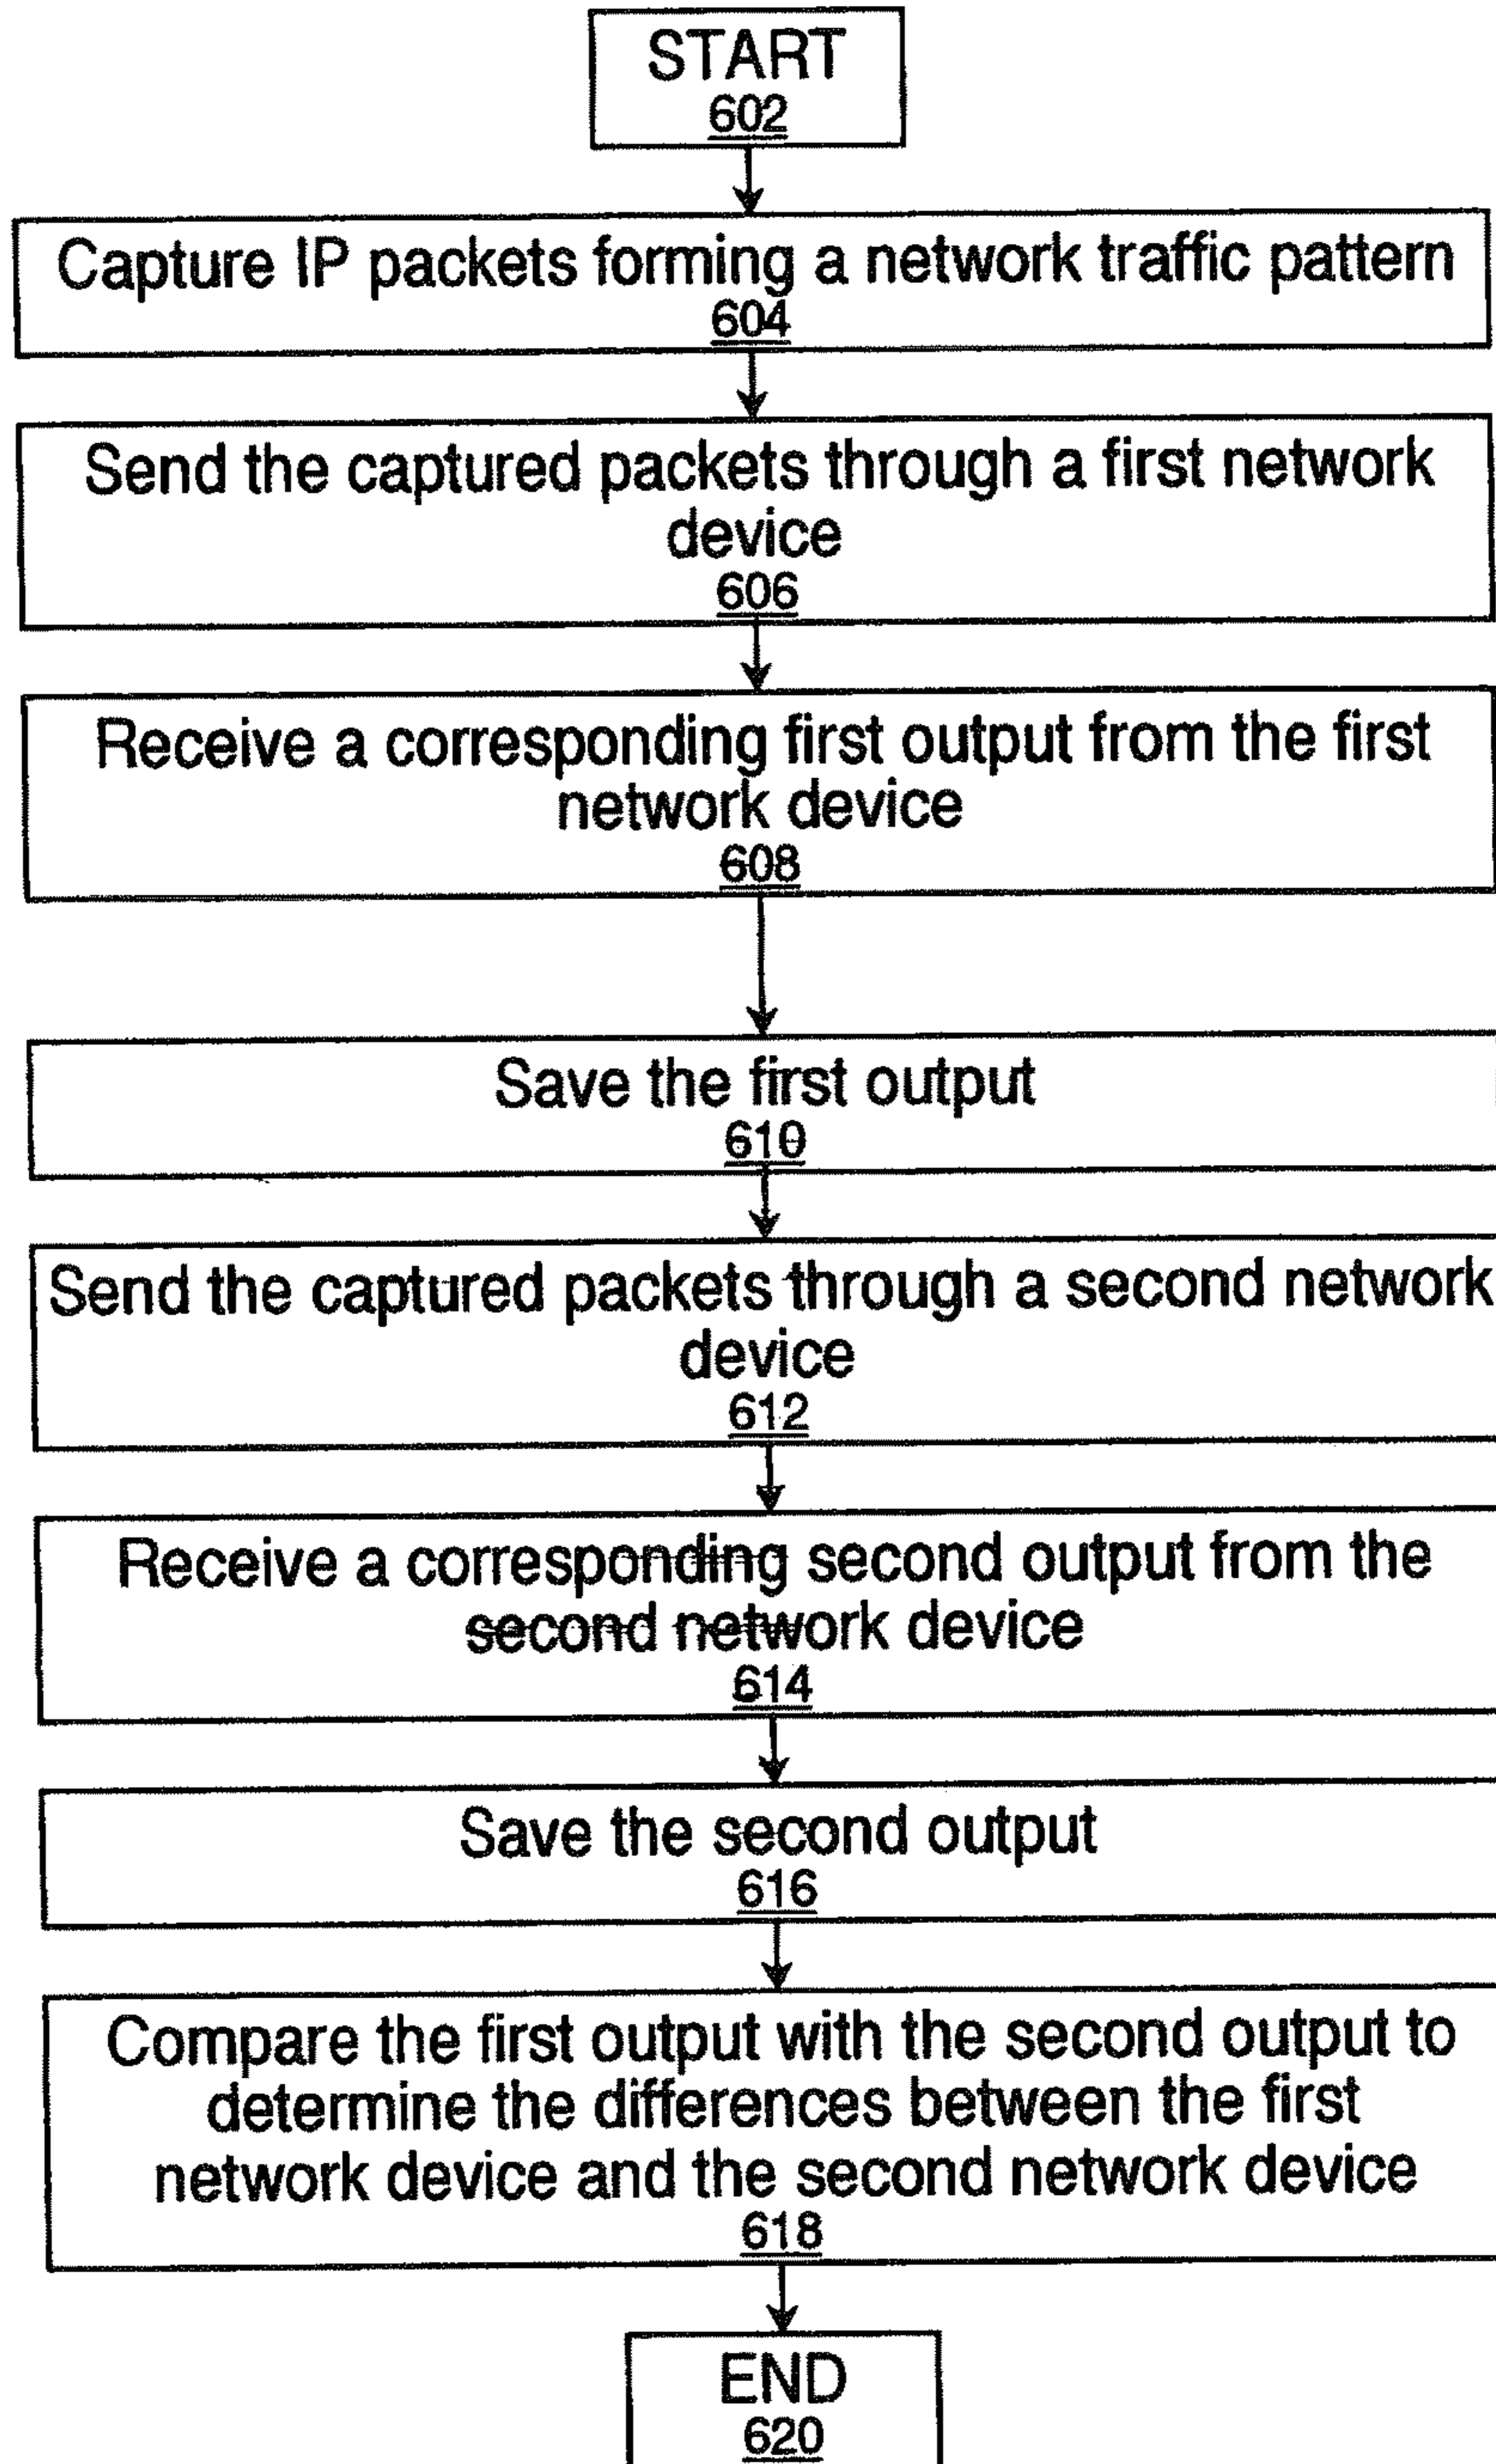 START
602
Capture IP packets forming a network traffic pattern
604
Send the captured packets through a first network
device
606
Receive a corresponding first output from the first
network device
608
Save the first output
610
Send the captured packets through a second network
device
612
Receive a corresponding second output from the
second network device
614
Save the second output
616
Compare the first output with the second output to
determine the differences between the first
network device and the second network device
618
END
620